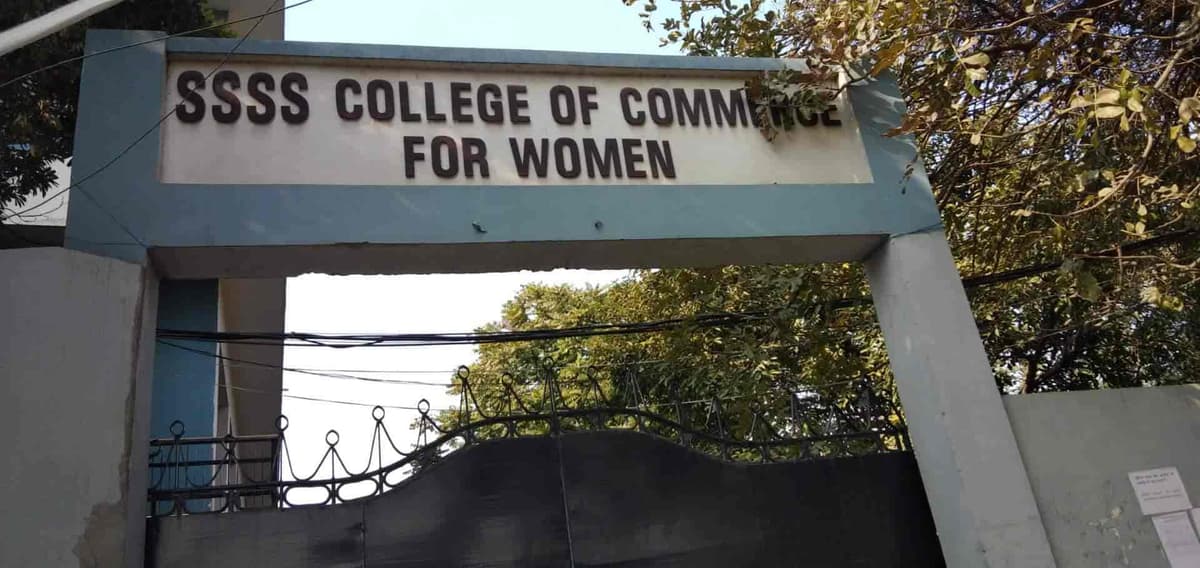 SSSS COLLEGE OF COMMERCE
FOR WOMEN